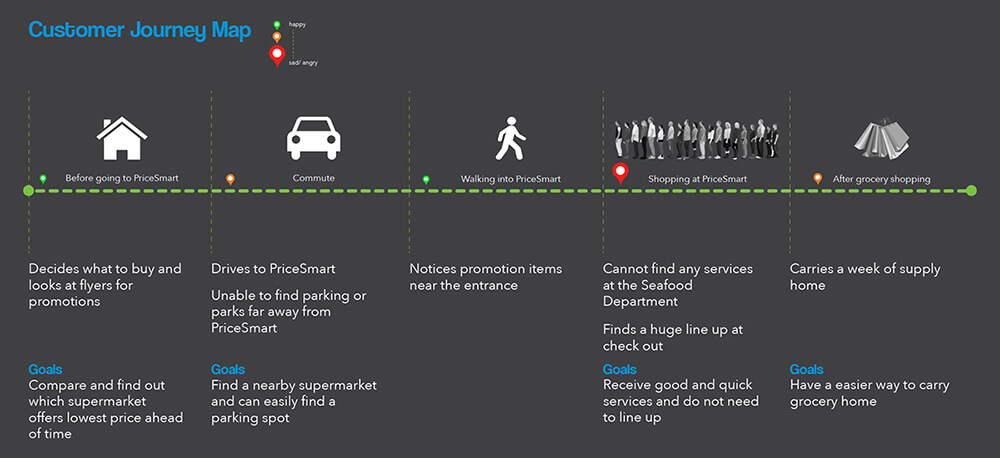 Customer Journey Map
happy
sad/ angry
Before going to PriceSmart
Commute
Walking into PriceSmart
Shopping at PriceSmart
After grocery shopping
Decides what to buy and
looks at flyers for
promotions
Drives to PriceSmart
Unable to find parking or
parks far away from
PriceSmart
Notices promotion items
near the entrance
Cannot find any services
at the Seafood
Department
Finds a huge line up at
check out
Carries a week of supply
home
Goals
Compare and find out
which supermarket
offers lowest price ahead
of time
Goals
Find a nearby supermarket
and can easily find a
parking spot
Goals
Receive good and quick
services and do not need
to line up
Goals
Have a easier way to carry
grocery home